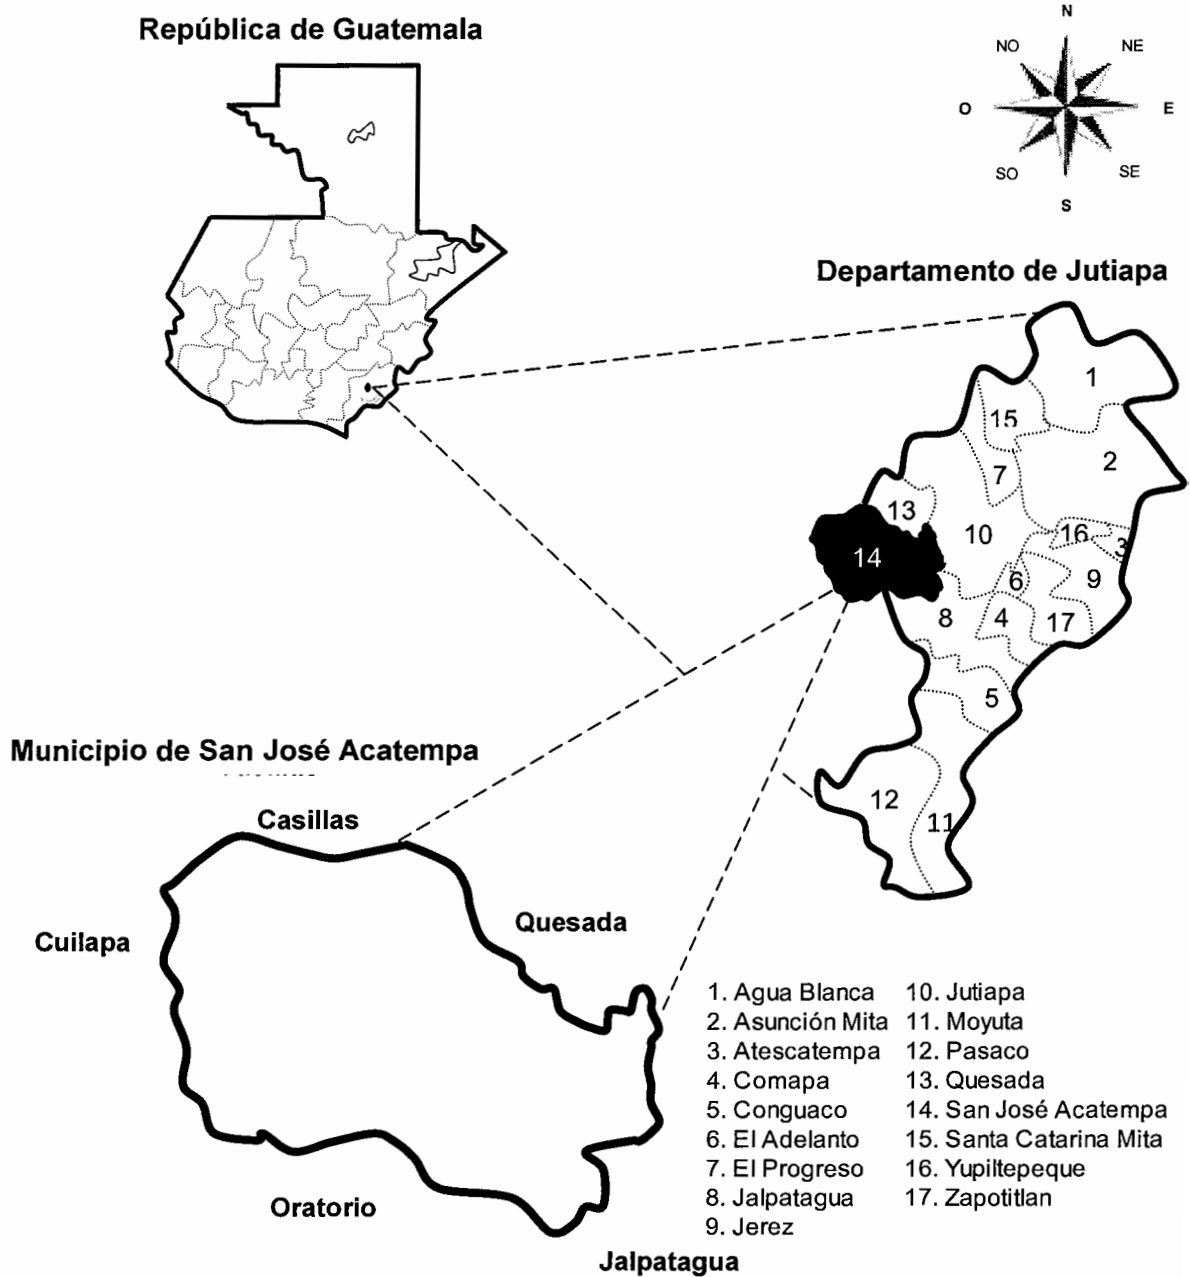 República de Guatemala
N
NO
NE
O
E
SO
SE
S
Departamento de Jutiapa
1
15
2
7
13
10
16
3
14
6
9
8
4
17
5
12
11
Municipio de San José Acatempa
Casillas
Quesada
Cuilapa
Oratorio
Jalpatagua
1. Agua Blanca
2. Asunción Mita
3. Atescatempa
4. Comapa
5. Conguaco
6. El Adelanto
7. El Progreso
8. Jalpatagua
9. Jerez
10. Jutiapa
11. Moyuta
12. Pasaco
13. Quesada
14. San José Acatempa
15. Santa Catarina Mita
16. Yupiltepeque
17. Zapotitlan